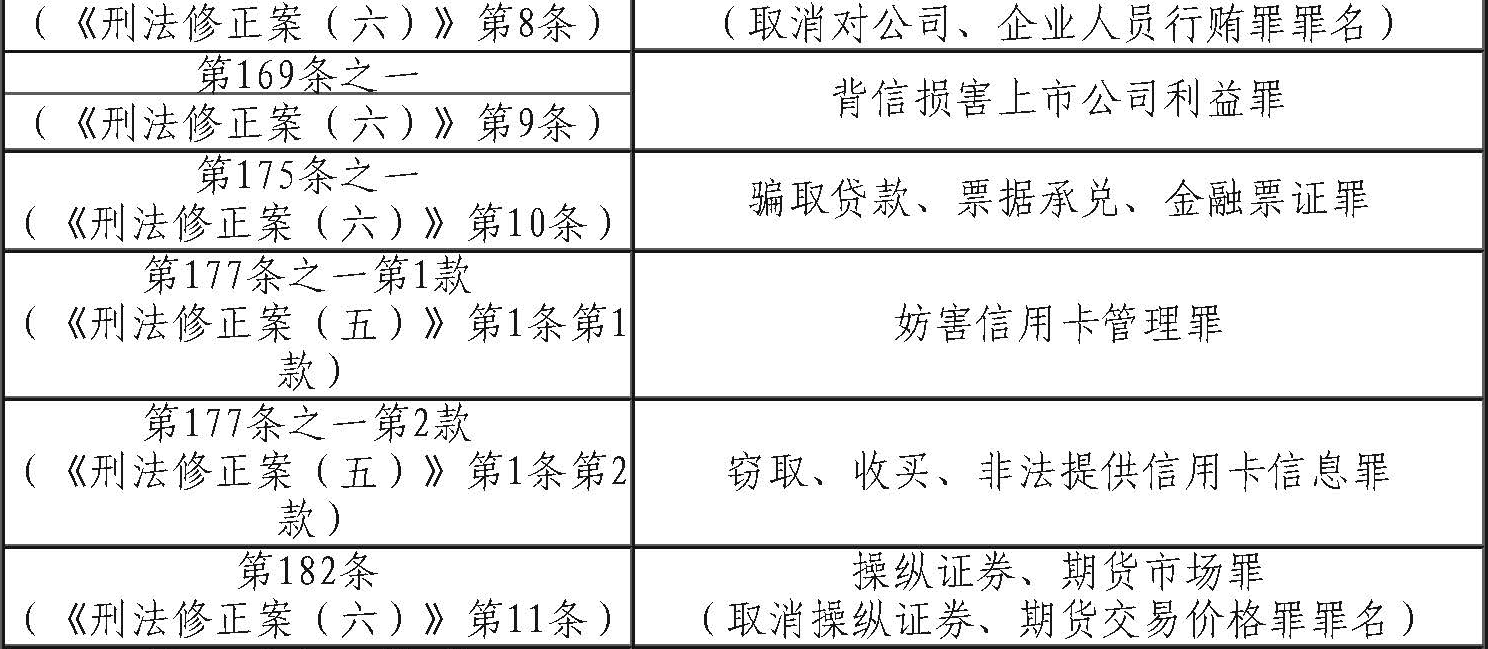 （《刑法修正案（六）》第8条）
（取消对公司、企业人员行贿罪罪名）
第169条之一
（《刑法修正案（六）》第9条）
背信损害上市公司利益罪
第175条之一
（《刑法修正案（六）》第10条）
骗取贷款、票据承兑、金融票证罪
第177条之一第1款
（《刑法修正案（五）》第1条第1
款）
妨害信用卡管理罪
第177条之一第2款
（《刑法修正案（五）》第1条第2
款）
窃取、收买、非法提供信用卡信息罪
第182条
（《刑法修正案（六）》第11条）
操纵证券、期货市场罪
（取消操纵证券、期货交易价格罪罪名）